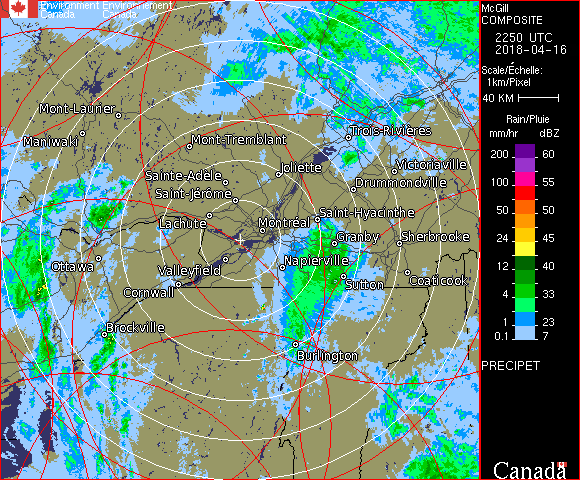 Environment Environnement
Canada Canada
McGill
COMPOSITE
2250 UTC
2018-04-16
Scale/Échelle:
1km/Pixel
40 KM
Rain/Pluie
mm/hr dBZ
200 60
100 55
50 50
24 45
12 40
4 33
1 23
0.1 7
PRECIPET
Canada
Mont-Laurier
Maniwaki
Mont-Tremblant
Trois-Rivières
Joliette
Victoriaville
Sainte-Adèle
Drummondville
Saint-Jérôme
Lachute
Saint-Hyacinthe
Montréal
Granby
Sherbrooke
Ottawa
Napierville
Valleyfield
Sutton
Coaticook
Cornwall
Brockville
Burlington